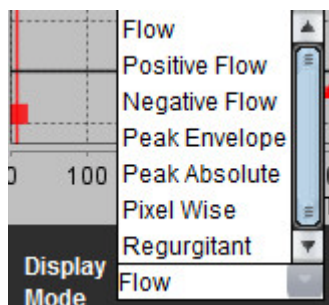 Flow
Positive Flow
Negative Flow
Peak Envelope
Peak Absolute
100
Pixel Wise
Regurgitant
Display
Mode
Flow